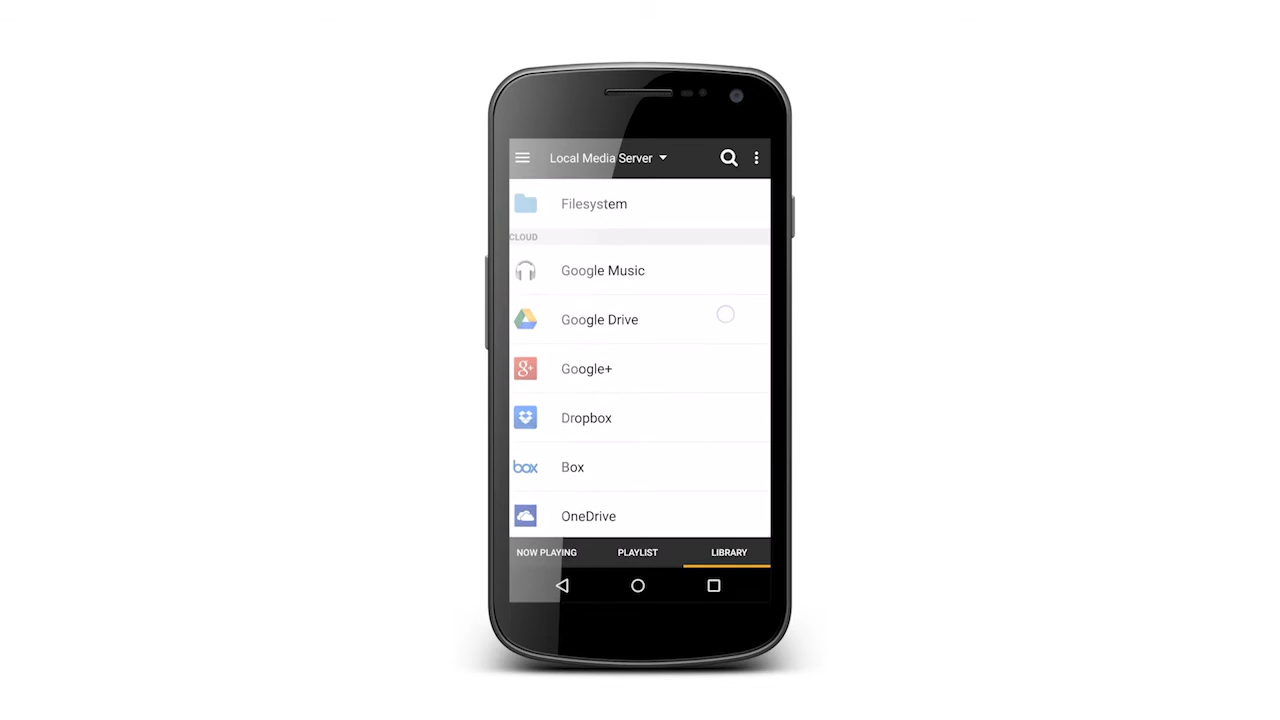 Local Media Server
Filesystem
CLOUD
Google Music
Google Drive
g+ Google+
Dropbox
box Box
OneDrive
NOW PLAYING PLAYLIST LIBRARY